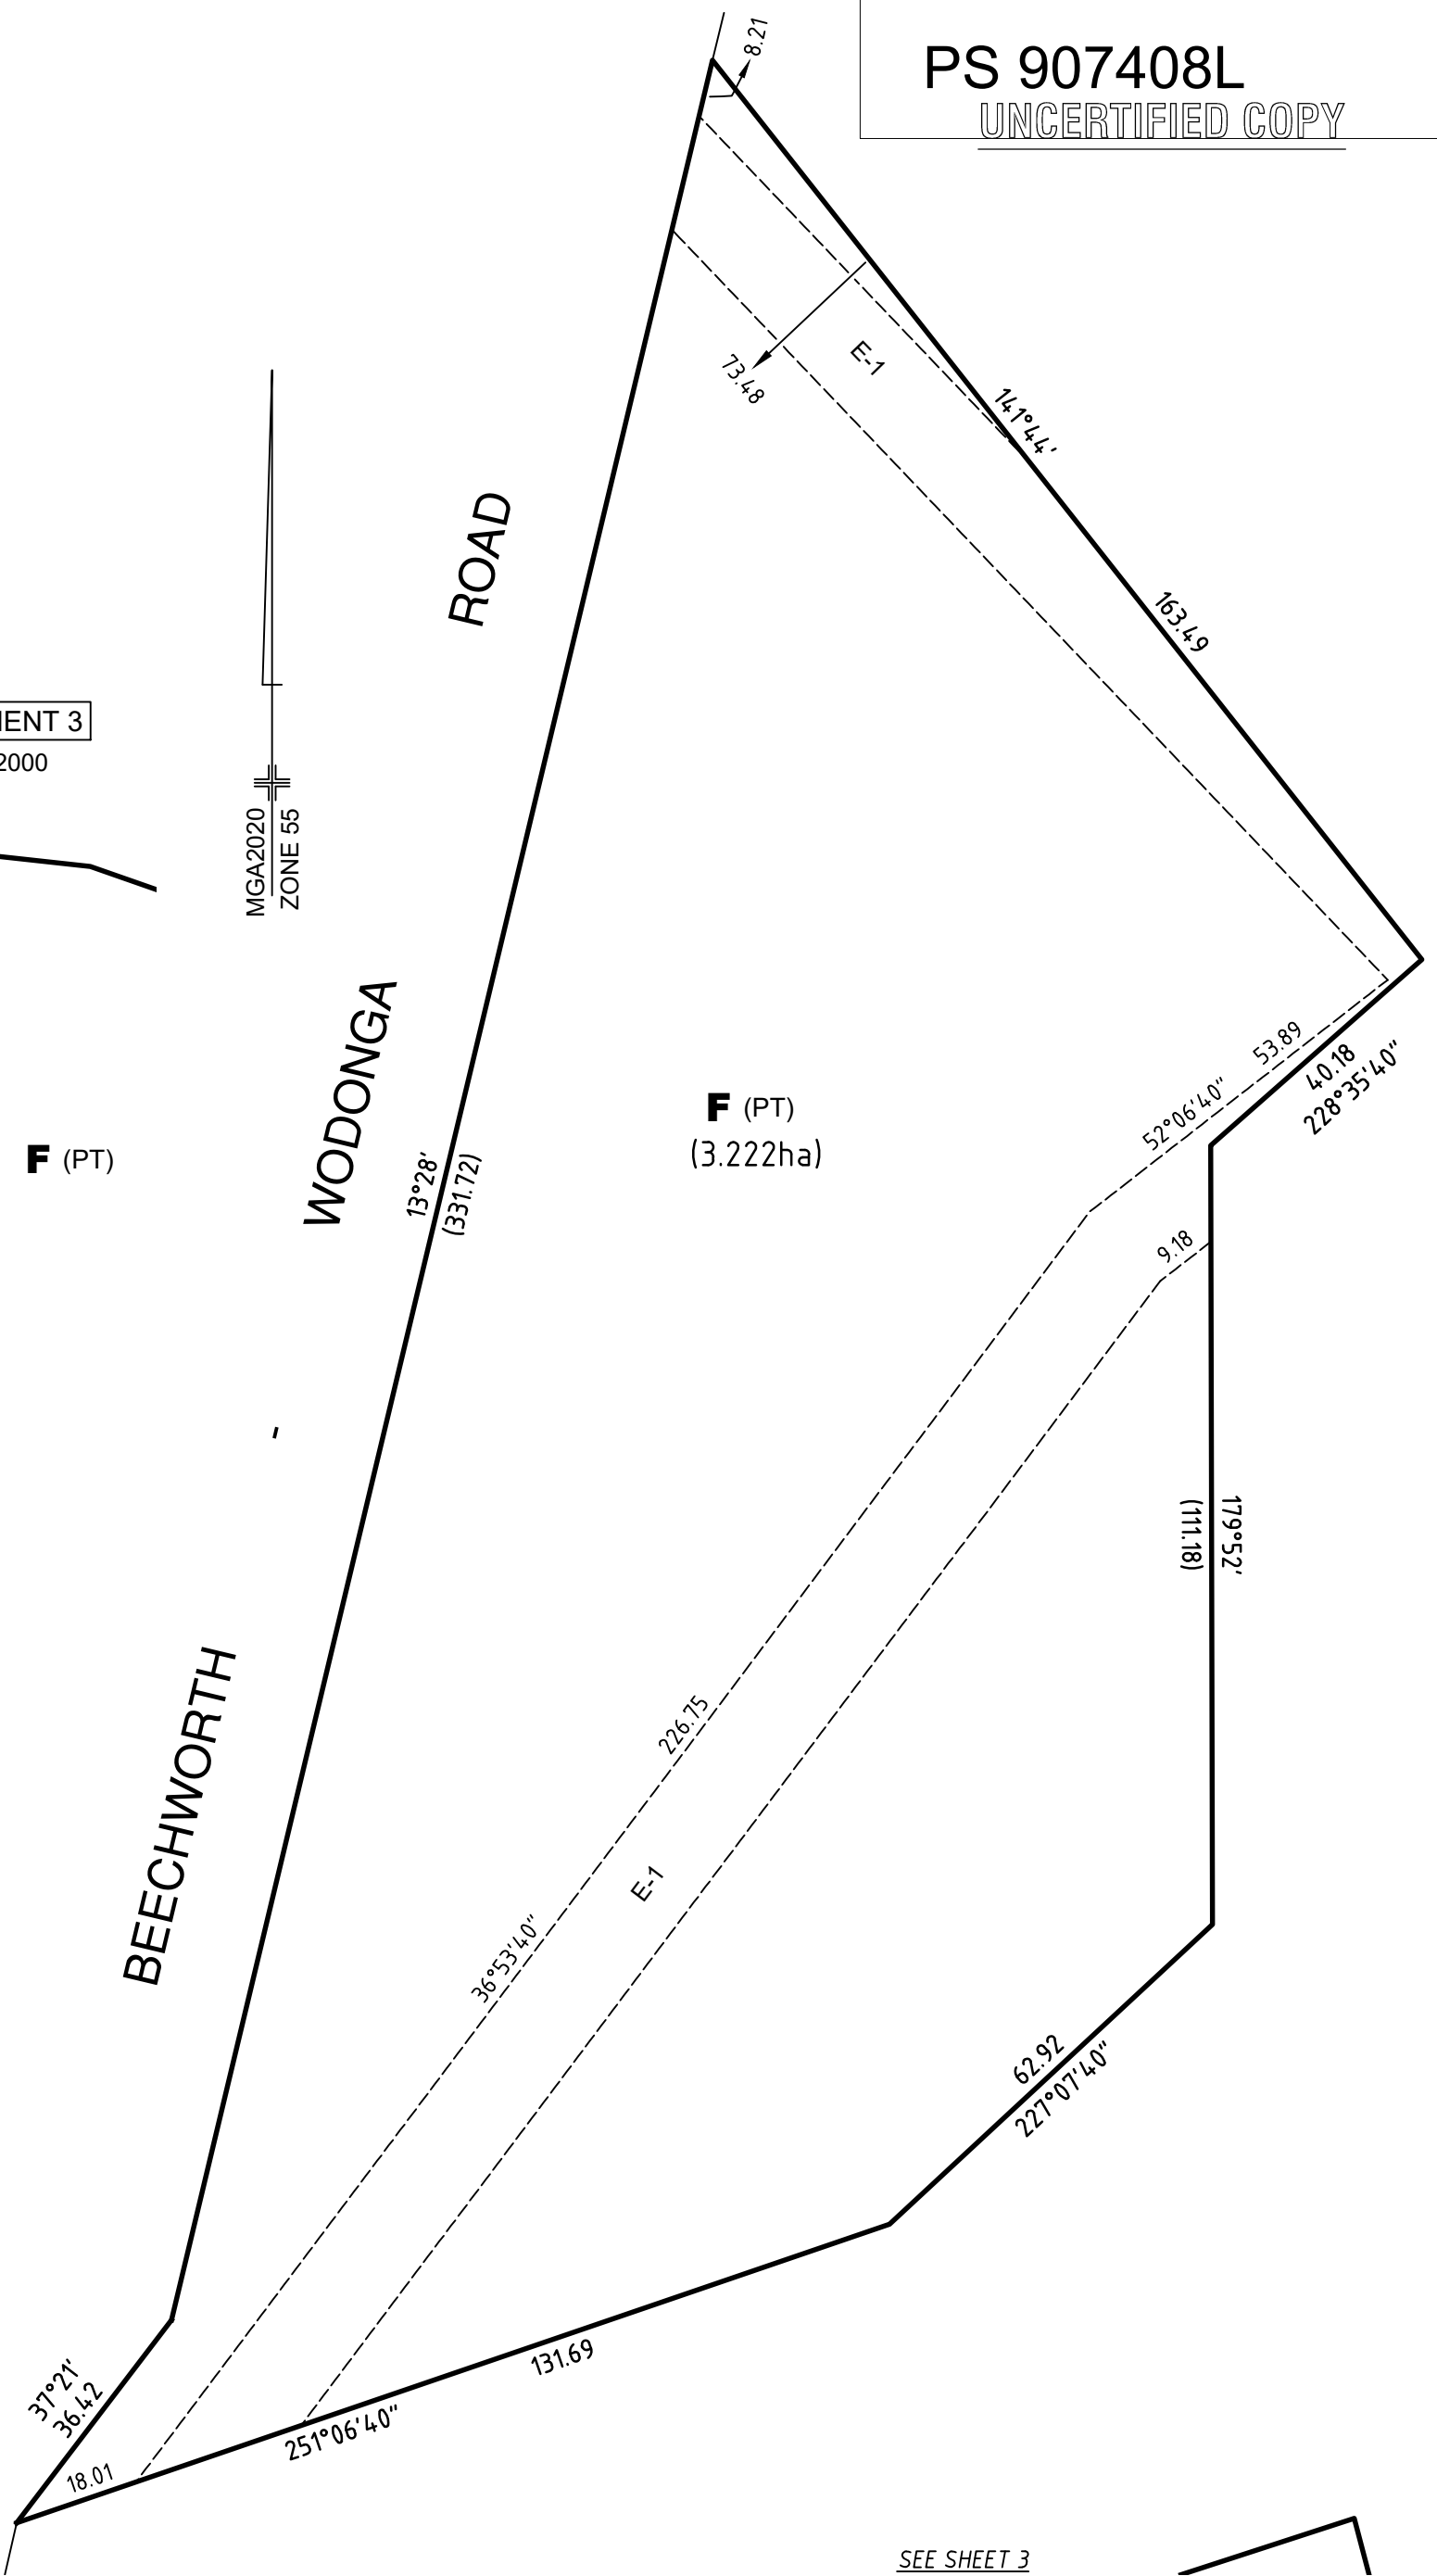 8.21
PS 907408L
UNCERTIFIED COPY
73.48
E-1
141°44'
ROAD
163.49
IENT 3
2000
MGA2020
ZONE 55
WODONGA
F (PT)
(3.222ha)
F (PT)
13°28'
(331.72)
53.89
52°06'40"
40.18
228°35'40"
9.18
179°52'
(111.18)
BEECHWORTH
226.75
E-1
36°53'40"
62.92
227°07'40"
131.69
251°06'40"
37°21'
36.42
18.01
SEE SHEET 3